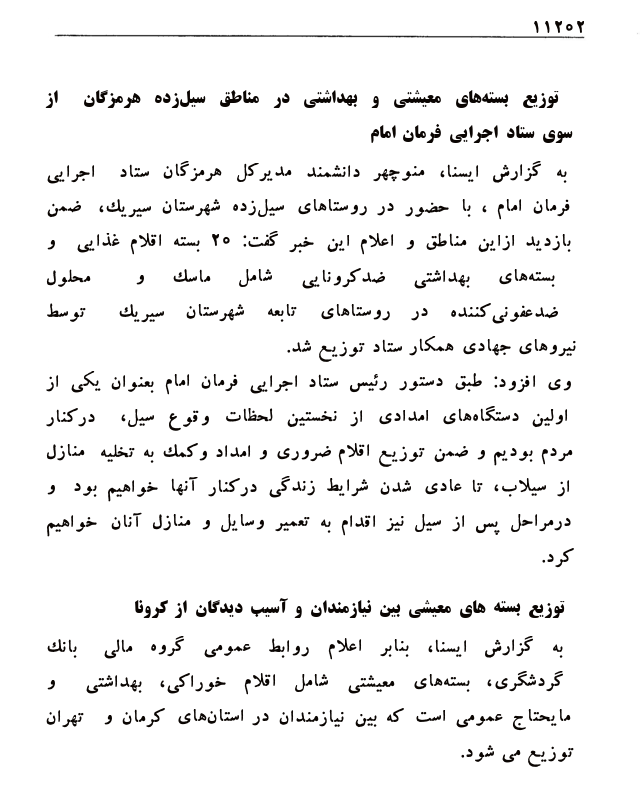 ۱۱۲۰۲
توزیع بسته‌های معیشتی و بهداشتی در مناطق سیل‌زده هرمزگان از
سوی ستاد اجرایی فرمان امام
به گزارش ایسنا، منوچهر دانشمند مدیرکل هرمزگان ستاد اجرایی
فرمان امام ، با حضور در روستاهای سیل‌زده شهرستان سیریك، ضمن
بازدید ازاین مناطق و اعلام این خبر گفت: ۲۰ بسته اقلام غذایی و
بسته‌های بهداشتی ضدکرونایی شامل ماسك و محلول
ضدعفونی‌کننده در روستاهای تابعه شهرستان سیریك توسط
نیروهای جهادی همکار ستاد توزیع شد.
وی افزود: طبق دستور رئیس ستاد اجرایی فرمان امام بعنوان یکی از
اولین دستگاه‌های امدادی از نخستین لحظات وقوع سیل، درکنار
مردم بودیم و ضمن توزیع اقلام ضروری و امداد وکمك به تخلیه منازل
از سیلاب، تا عادی شدن شرایط زندگی درکنار آنها خواهیم بود و
درمراحل پس از سیل نیز اقدام به تعمیر وسایل و منازل آنان خواهیم
کرد.
توزیع بسته های معیشی بین نیازمندان و آسیب دیدگان از کرونا
به گزارش ایسنا، بنابر اعلام روابط عمومی گروه مالی بانك
گردشگری، بسته‌های معیشتی شامل اقلام خوراکی، بهداشتی و
مایحتاج عمومی است که بین نیازمندان در استان‌های کرمان و تهران
توزیع می شود.